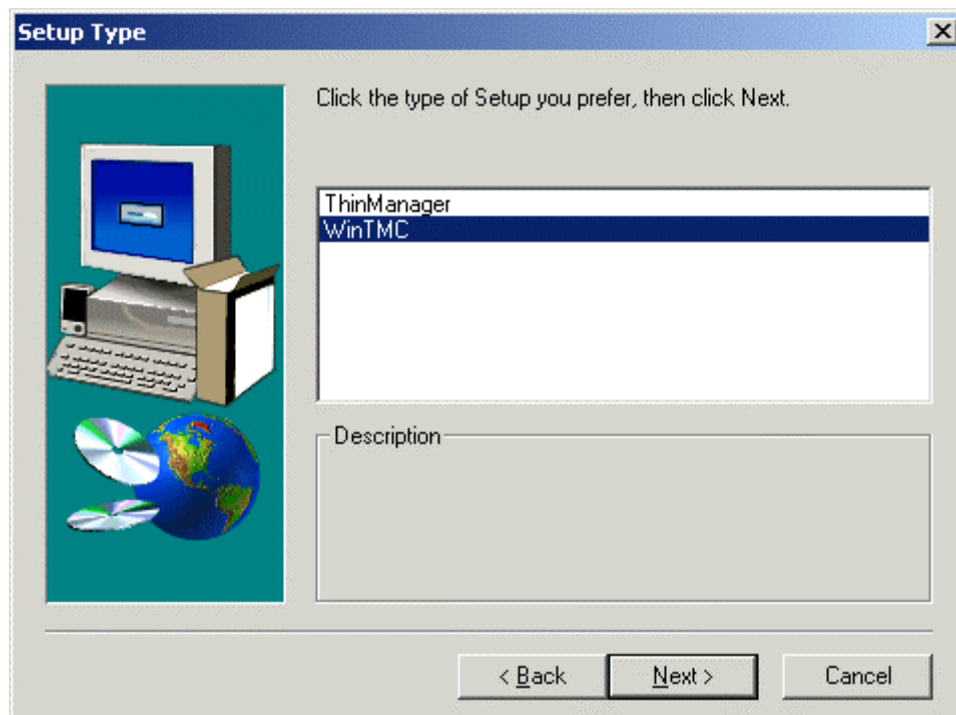 Setup Type
Click the type of Setup you prefer, then click Next.
ThinManager
WinTMC
Description
< Back
Next >
Cancel